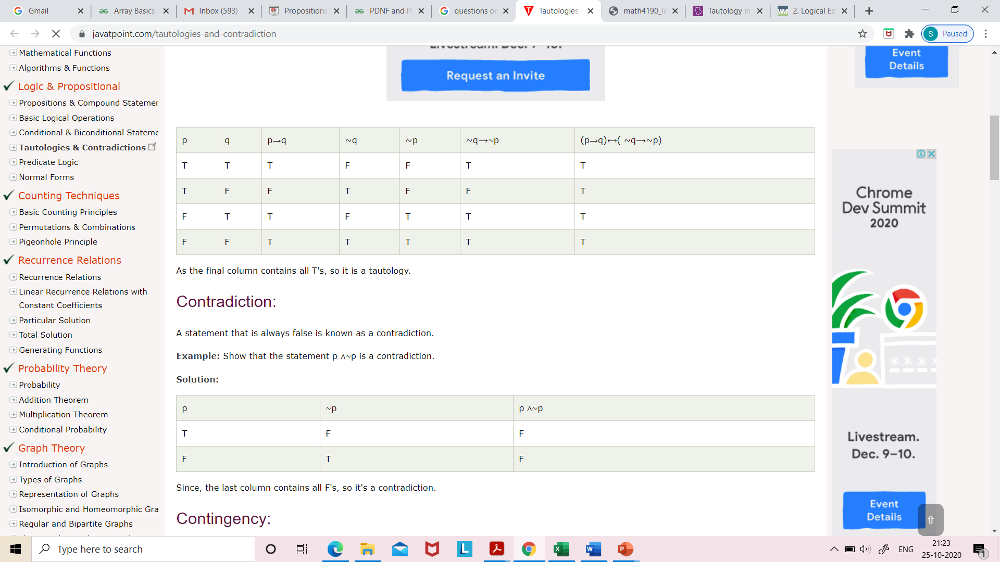 Gmail
Array Basics
Inbox (593) -
Propositions
PDNF and P
questions on
Tautologies
math4190_le
Tautology in
2. Logical Eq
javatpoint.com/tautologies-and-contradiction
S Paused
Mathematical Functions
Algorithms & Functions
Logic & Propositional
Propositions & Compound Statemen
Basic Logical Operations
Conditional & Biconditional Stateme
Tautologies & Contradictions
Predicate Logic
Normal Forms
Counting Techniques
Basic Counting Principles
Permutations & Combinations
Pigeonhole Principle
Recurrence Relations
Recurrence Relations
Linear Recurrence Relations with
Constant Coefficients
Particular Solution
Total Solution
Generating Functions
Probability Theory
Probability
Addition Theorem
Multiplication Theorem
Conditional Probability
Graph Theory
Introduction of Graphs
Types of Graphs
Representation of Graphs
Isomorphic and Homeomorphic Gra
Regular and Bipartite Graphs
Livestream. Dec. 9–10.
Request an Invite
p q p→q ~q ~p ~q⟶~p (p→q)⟷( ~q⟶~p)
T T T F F T T
T F F T F F T
F T T F T T T
F F T T T T T
As the final column contains all T's, so it is a tautology.
Contradiction:
A statement that is always false is known as a contradiction.
Example: Show that the statement p ∧~p is a contradiction.
Solution:
p ~p p ∧~p
T F F
F T F
Since, the last column contains all F's, so it's a contradiction.
Contingency:
Event
Details
Chrome
Dev Summit
2020
Livestream.
Dec. 9–10.
Event
Details
Type here to search
ENG
21:23
25-10-2020
1